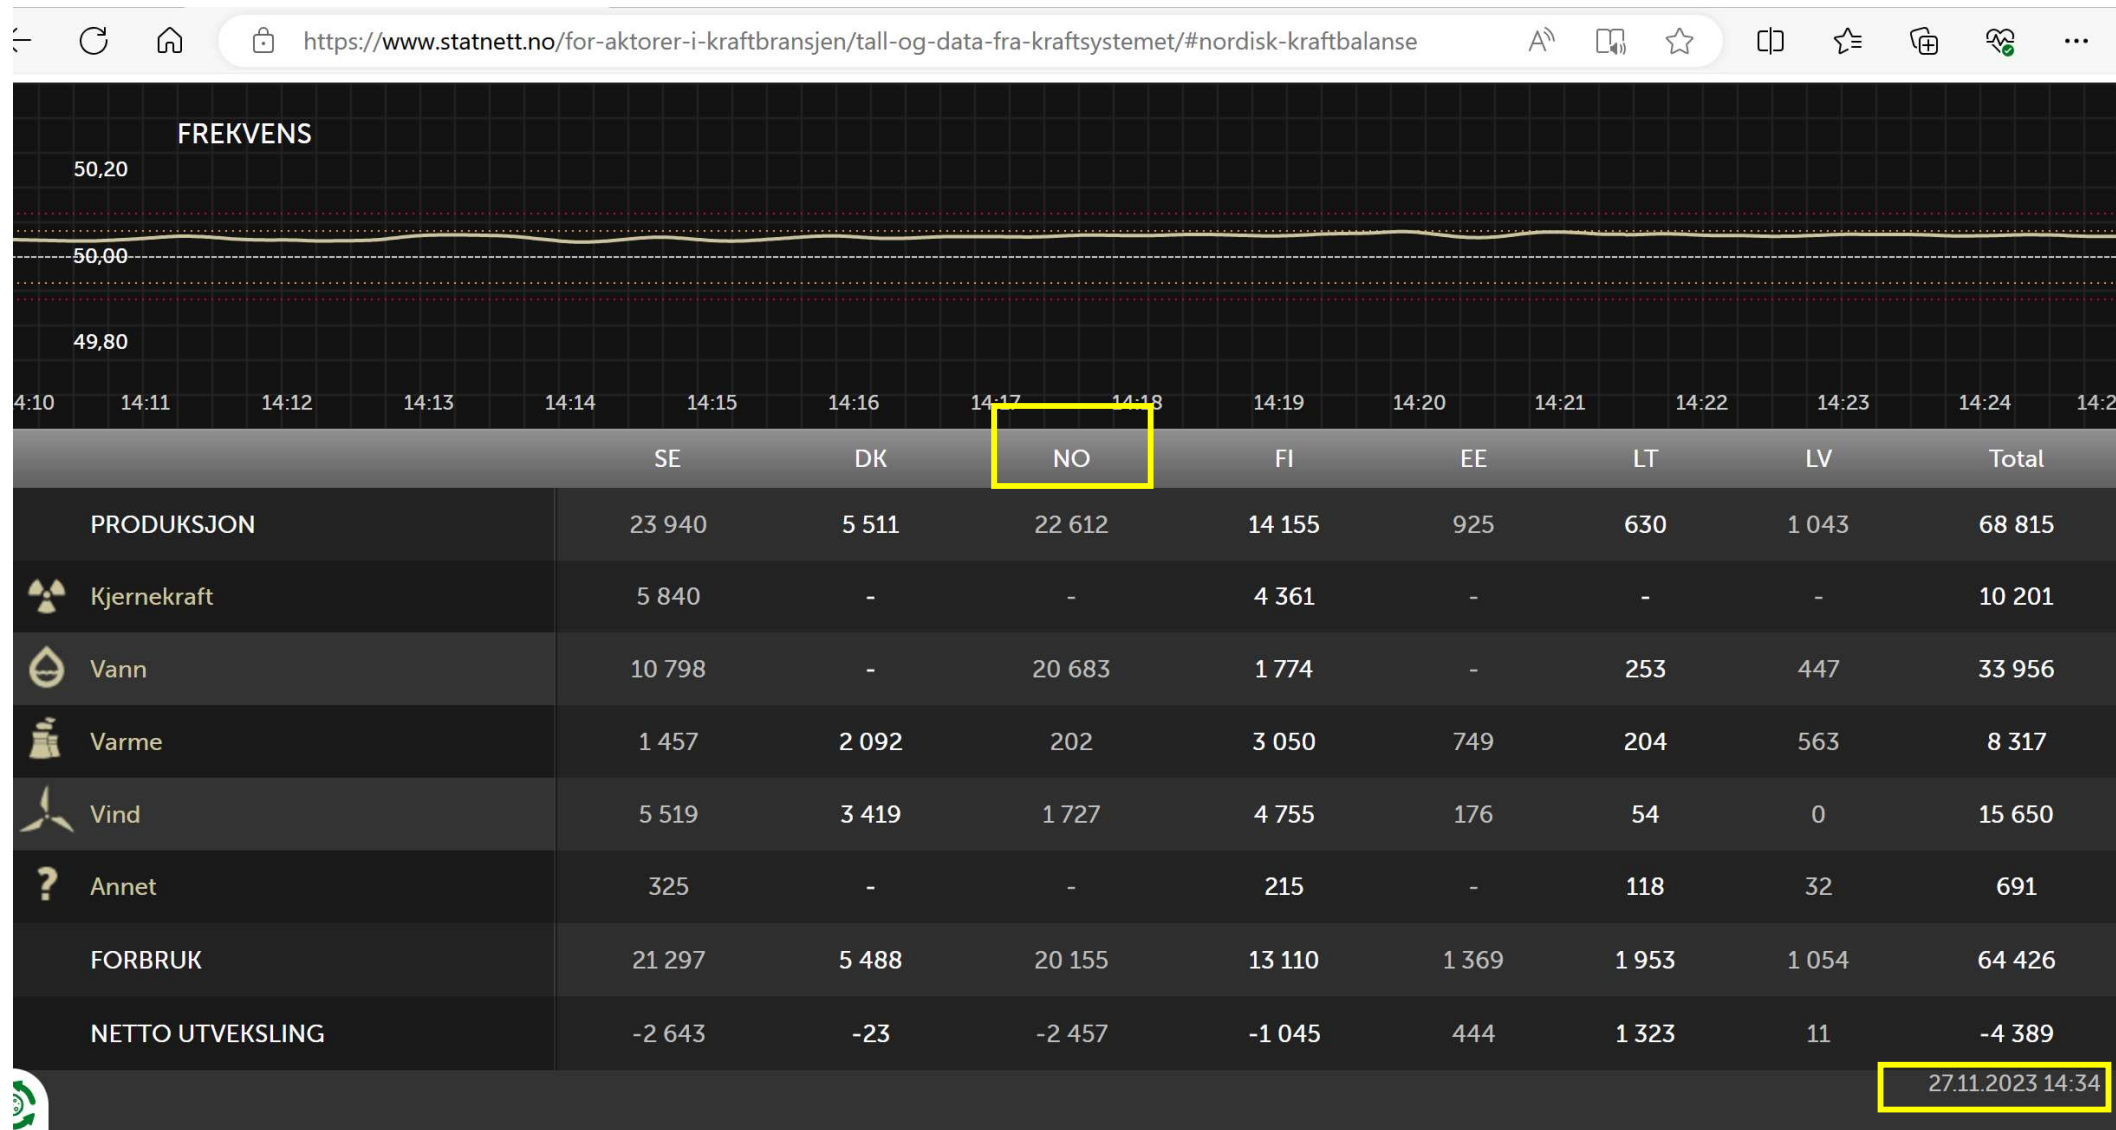 https://www.statnett.no/for-aktorer-i-kraftbransjen/tall-og-data-fra-kraftsystemet/#nordisk-kraftbalanse
FREKVENS
50,20
50,00
49,80
4:10 14:11 14:12 14:13 14:14 14:15 14:16 14:17 14:18 14:19 14:20 14:21 14:22 14:23 14:24 14:2
SE DK NO FI EE LT LV Total
PRODUKSJON 23 940 5 511 22 612 14 155 925 630 1 043 68 815
Kjernekraft 5 840 - - 4 361 - - - 10 201
Vann 10 798 - 20 683 1 774 - 253 447 33 956
Varme 1 457 2 092 202 3 050 749 204 563 8 317
Vind 5 519 3 419 1 727 4 755 176 54 0 15 650
? Annet 325 - - 215 - 118 32 691
FORBRUK 21 297 5 488 20 155 13 110 1 369 1 953 1 054 64 426
NETTO UTVEKSLING -2 643 -23 -2 457 -1 045 444 1 323 11 -4 389
27.11.2023 14:34